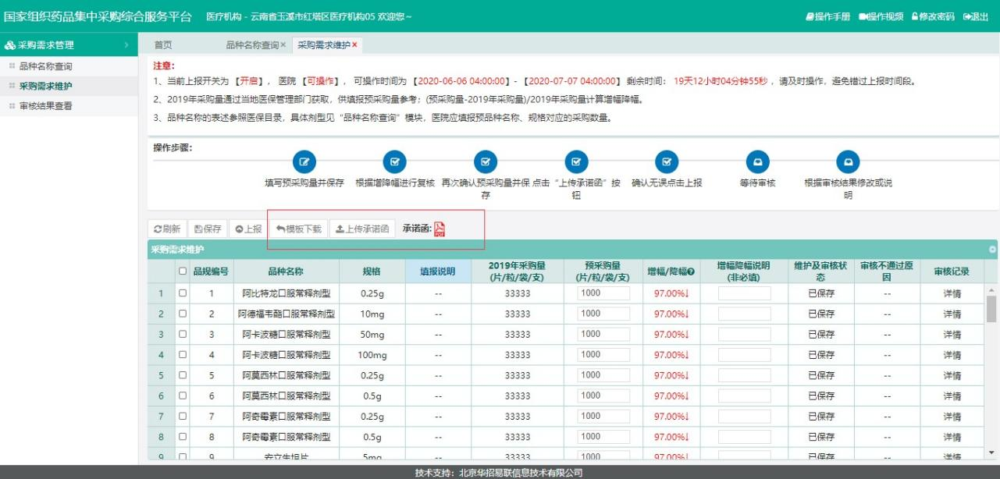 国家组织药品集中采购综合服务平台 医疗机构 - 云南省玉溪市红塔区医疗机构05 欢迎您~ 操作手册 操作视频 修改密码 退出
采购需求管理
品种名称查询
采购需求维护
审核结果查看
首页 品种名称查询× 采购需求维护×
注意:
1、当前上报开关为 【开启】, 医院 【可操作】, 可操作时间为 【2020-06-06 04:00:00】-【2020-07-07 04:00:00】 剩余时间: 19天12小时04分钟55秒 , 请及时操作, 避免错过上报时间段。
2、2019年采购量通过当地医保管理部门获取, 供填报预采购量参考; (预采购量-2019年采购量)/2019年采购量计算增幅降幅。
3、品种名称的表述参照医保目录, 具体剂型见“品种名称查询”模块, 医院应填报预品种名称、规格对应的采购数量。
操作步骤:
填写预采购量并保存
根据增降幅进行复核
再次确认预采购量并保存
点击“上传承诺函”按钮
确认无误点击上报
等待审核
根据审核结果修改或说明
刷新 保存 上报 模板下载 上传承诺函 承诺函: PDF
采购需求维护
品规编号 品种名称 规格 填报说明 2019年采购量(片/粒/袋/支) 预采购量(片/粒/袋/支) 增幅/降幅 增幅降幅说明(非必填) 维护及审核状态 审核不通过原因 审核记录
1 1 阿比特龙口服常释剂型 0.25g -- 33333 1000 97.00%↓ 已保存 -- 详情
2 2 阿德福韦酯口服常释剂型 10mg -- 33333 1000 97.00%↓ 已保存 -- 详情
3 3 阿卡波糖口服常释剂型 50mg -- 33333 1000 97.00%↓ 已保存 -- 详情
4 4 阿卡波糖口服常释剂型 100mg -- 33333 1000 97.00%↓ 已保存 -- 详情
5 5 阿莫西林口服常释剂型 0.25g -- 33333 1000 97.00%↓ 已保存 -- 详情
6 6 阿莫西林口服常释剂型 0.5g -- 33333 1000 97.00%↓ 已保存 -- 详情
7 7 阿奇霉素口服常释剂型 0.25g -- 33333 1000 97.00%↓ 已保存 -- 详情
8 8 阿奇霉素口服常释剂型 0.5g -- 33333 1000 97.00%↓ 已保存 -- 详情
9 9 安立生坦片 5mg -- 33333 1000 97.00%↓ 已保存 -- 详情
技术支持: 北京华招易联信息技术有限公司